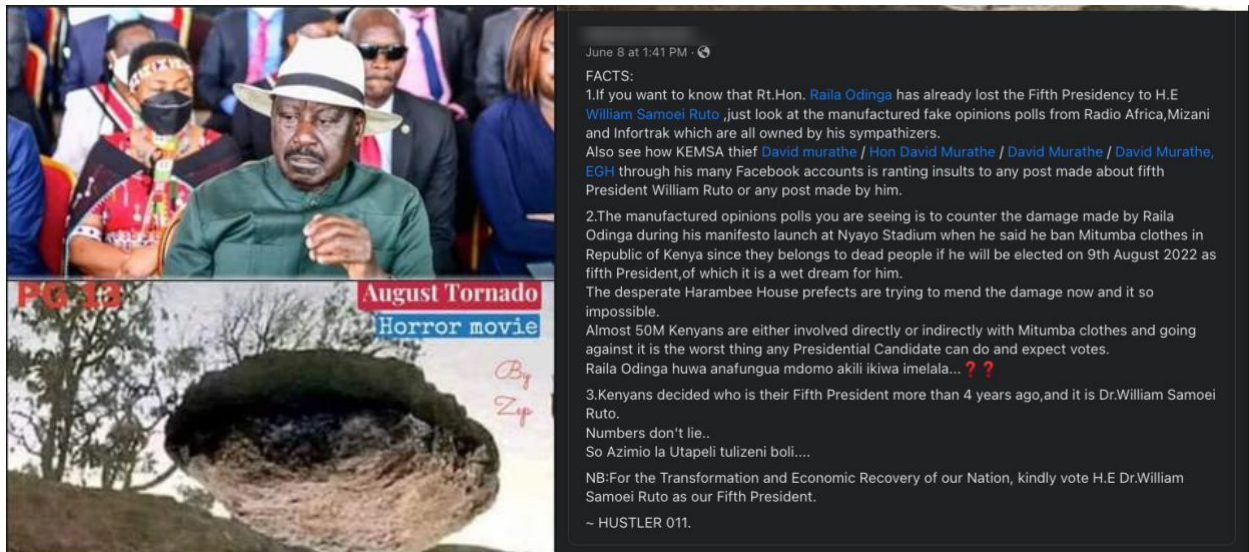 PG 13
August Tornado
Horror movie
By
Zep
June 8 at 1:41 PM ·
FACTS:
1.If you want to know that Rt.Hon. Raila Odinga has already lost the Fifth Presidency to H.E
William Samoei Ruto ,just look at the manufactured fake opinions polls from Radio Africa,Mizani
and Infortrak which are all owned by his sympathizers.
Also see how KEMSA thief David murathe / Hon David Murathe / David Murathe / David Murathe,
EGH through his many Facebook accounts is ranting insults to any post made about fifth
President William Ruto or any post made by him.
2.The manufactured opinions polls you are seeing is to counter the damage made by Raila
Odinga during his manifesto launch at Nyayo Stadium when he said he ban Mitumba clothes in
Republic of Kenya since they belongs to dead people if he will be elected on 9th August 2022 as
fifth President,of which it is a wet dream for him.
The desperate Harambee House prefects are trying to mend the damage now and it so
impossible.
Almost 50M Kenyans are either involved directly or indirectly with Mitumba clothes and going
against it is the worst thing any Presidential Candidate can do and expect votes.
Raila Odinga huwa anafungua mdomo akili ikiwa imelala...❓❓
3.Kenyans decided who is their Fifth President more than 4 years ago,and it is Dr.William Samoei
Ruto.
Numbers don't lie..
So Azimio la Utapeli tulizeni boli....
NB:For the Transformation and Economic Recovery of our Nation, kindly vote H.E Dr.William
Samoei Ruto as our Fifth President.
~ HUSTLER 011.